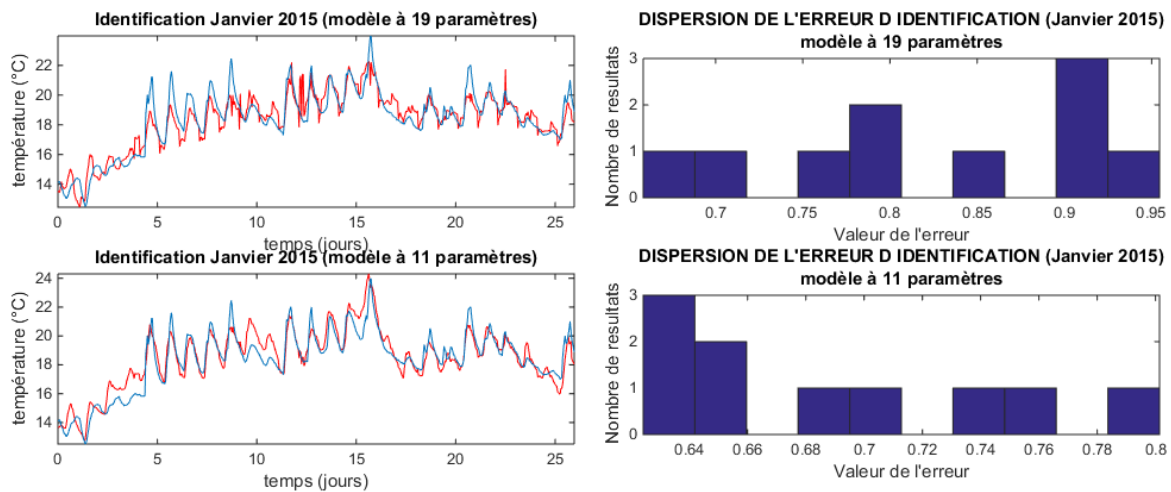 Identification Janvier 2015 (modèle à 19 paramètres)
température (°C)
22
20
18
16
14
0 5 10 15 20 25
temps (jours)
DISPERSION DE L'ERREUR D IDENTIFICATION (Janvier 2015)
modèle à 19 paramètres
Nombre de resultats
3
2
1
0
0.7 0.75 0.8 0.85 0.9 0.95
Valeur de l'erreur
Identification Janvier 2015 (modèle à 11 paramètres)
température (°C)
24
22
20
18
16
14
0 5 10 15 20 25
temps (jours)
DISPERSION DE L'ERREUR D IDENTIFICATION (Janvier 2015)
modèle à 11 paramètres
Nombre de resultats
3
2
1
0
0.64 0.66 0.68 0.7 0.72 0.74 0.76 0.78 0.8
Valeur de l'erreur